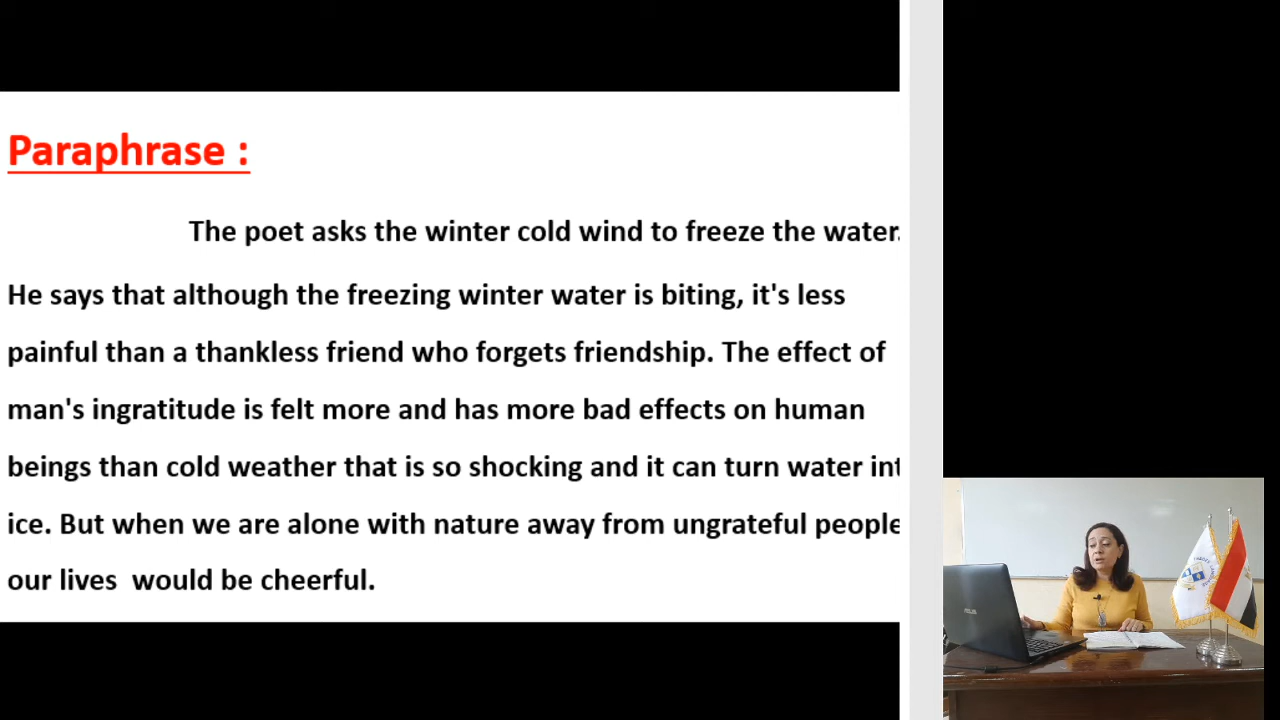 Paraphrase :
The poet asks the winter cold wind to freeze the water.
He says that although the freezing winter water is biting, it's less
painful than a thankless friend who forgets friendship. The effect of
man's ingratitude is felt more and has more bad effects on human
beings than cold weather that is so shocking and it can turn water int
ice. But when we are alone with nature away from ungrateful people
our lives would be cheerful.
ASUS